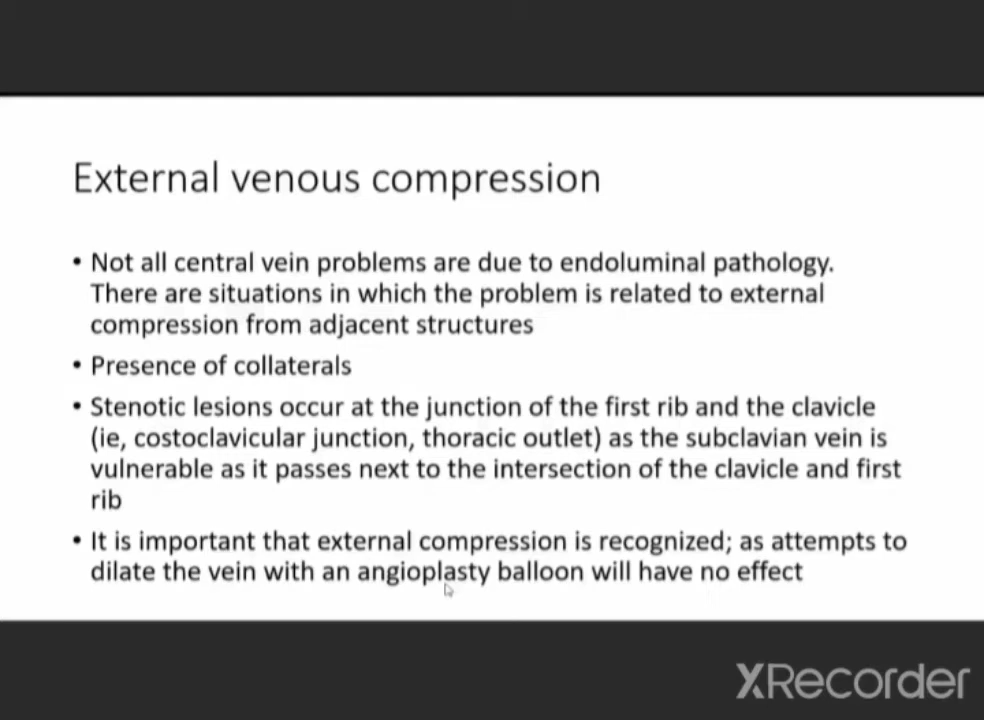 External venous compression
• Not all central vein problems are due to endoluminal pathology.
There are situations in which the problem is related to external
compression from adjacent structures
• Presence of collaterals
• Stenotic lesions occur at the junction of the first rib and the clavicle
(ie, costoclavicular junction, thoracic outlet) as the subclavian vein is
vulnerable as it passes next to the intersection of the clavicle and first
rib
• It is important that external compression is recognized; as attempts to
dilate the vein with an angioplasty balloon will have no effect
XRecorder